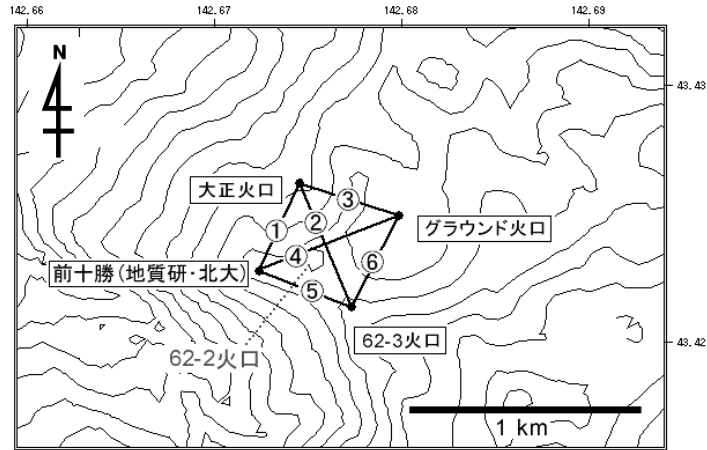 142.66 142.67 142.68 142.69
N
43.43
大正火口
③
① ②
グラウンド火口
④ ⑥
前十勝(地質研・北大)
⑤
62-3火口
43.42
62-2火口
1 km